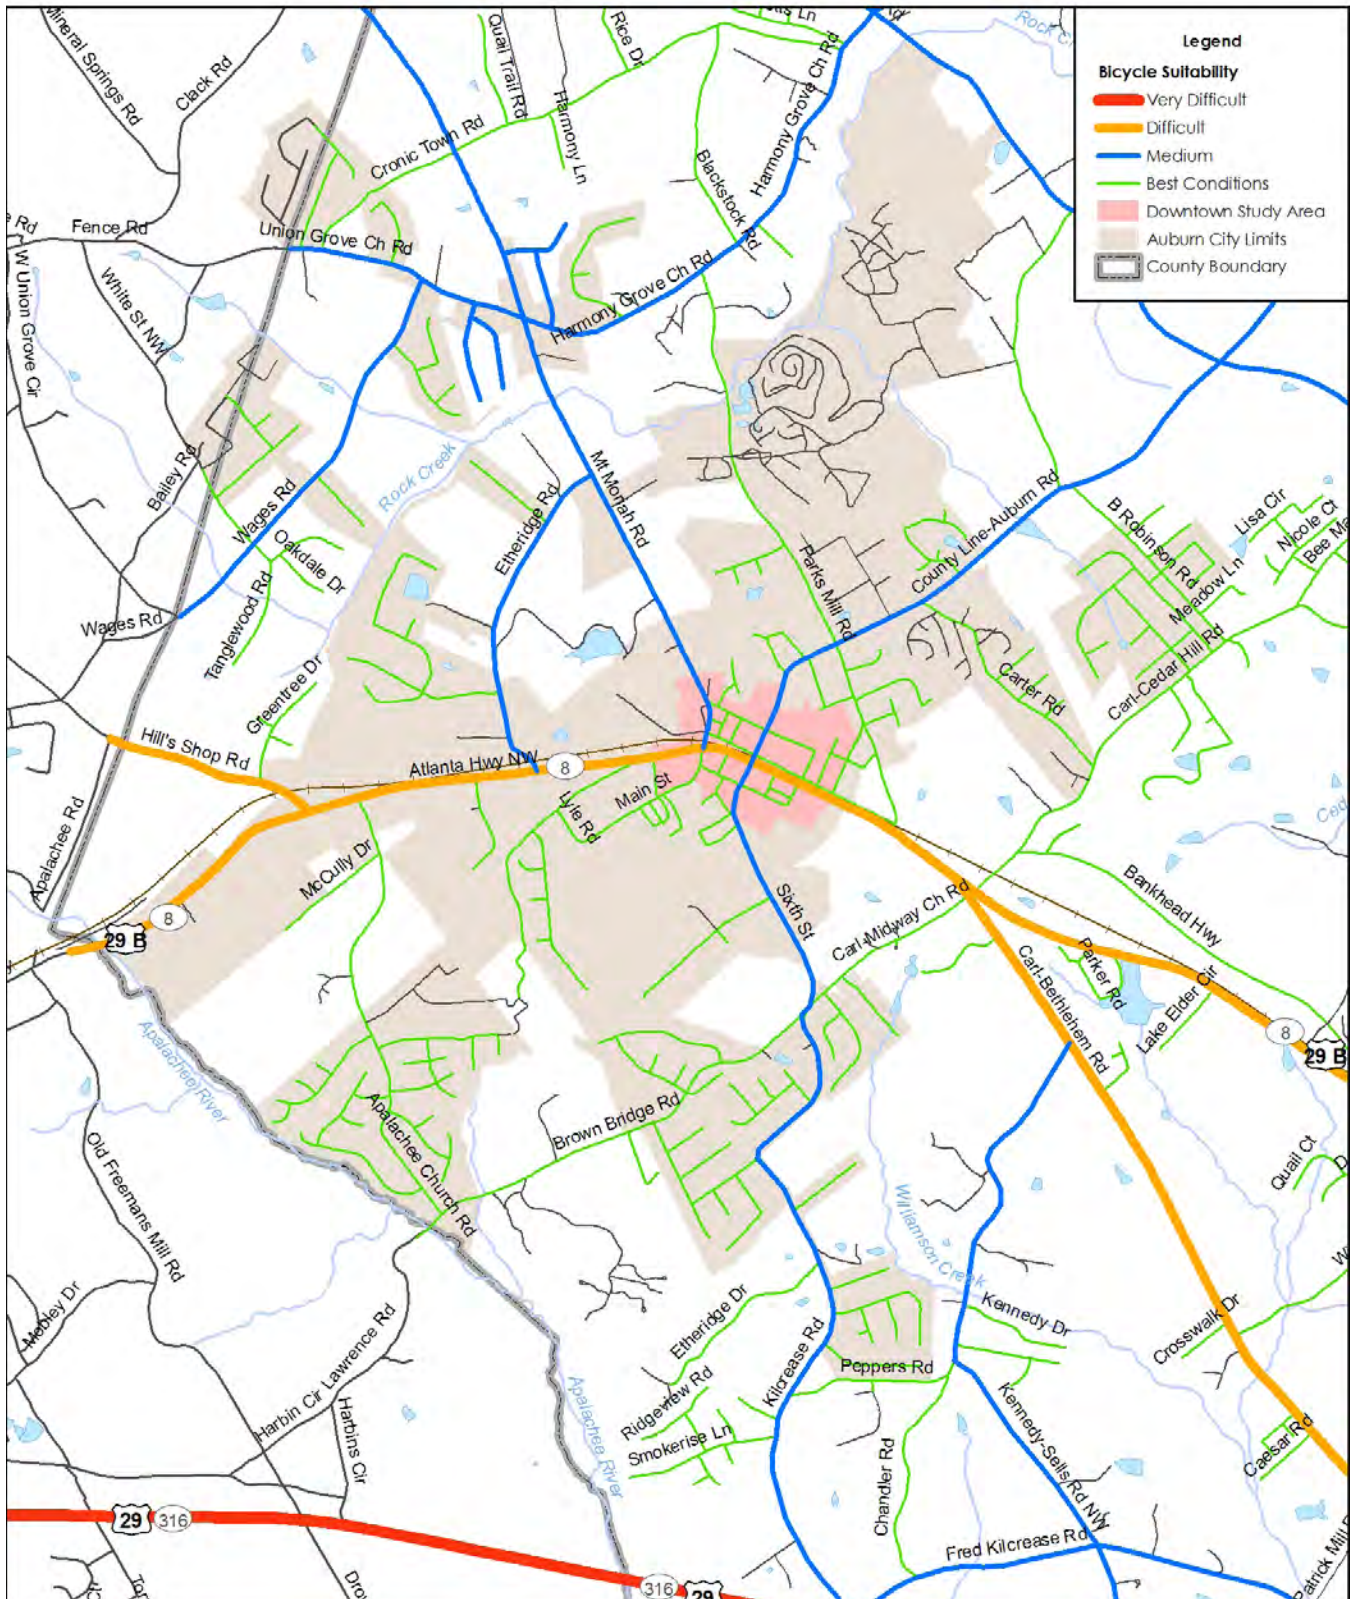 Legend
Bicycle Suitability
Very Difficult
Difficult
Medium
Best Conditions
Downtown Study Area
Auburn City Limits
County Boundary
Mineral Springs Rd
Clack Rd
Quail Trail Rd
Rice Dr
Ln
Rock
Cronic Town Rd
Harmony Ln
Harmony Grove Ch Rd
Blackstock Rd
Rd
Fence Rd
Union Grove Ch Rd
W Union Grove Cir
White St NW
Harmony Grove Ch Rd
Bailey Rd
Wages Rd
Rock Creek
Etheridge Rd
Mt Moriah Rd
Oakdale Dr
Tanglewood Rd
Wages Rd
Greentree Dr
Parks Mill Rd
County Line-Auburn Rd
B Robinson Rd
Lisa Cir
Nicole Ct
Bee
Meadow Ln
Carl-Cedar Hill Rd
Carter Rd
Hill's Shop Rd
Atlanta Hwy NW
8
Main St
Lyle Rd
Apalachee Rd
McCully Dr
8
29 B
Sixth St
Carl-Midway Ch Rd
Bankhead Hwy
Parker Rd
Carl-Bethlehem Rd
Lake Elder Cir
8
29 B
Apalachee River
Apalachee Church Rd
Brown Bridge Rd
Old Freemans Mill Rd
Williamson Creek
Quail Ct
Mobley Dr
Harbin Cir Lawrence Rd
Harbins Cir
Etheridge Dr
Kilcrease Rd
Kennedy Dr
Crosswalk Dr
Peppers Rd
Ridgeview Rd
Smokerise Ln
Apalachee River
Chandler Rd
Kennedy-Sells Rd NW
Caesar Rd
29
316
Fred Kilcrease Rd
Patrick Mill
316
29